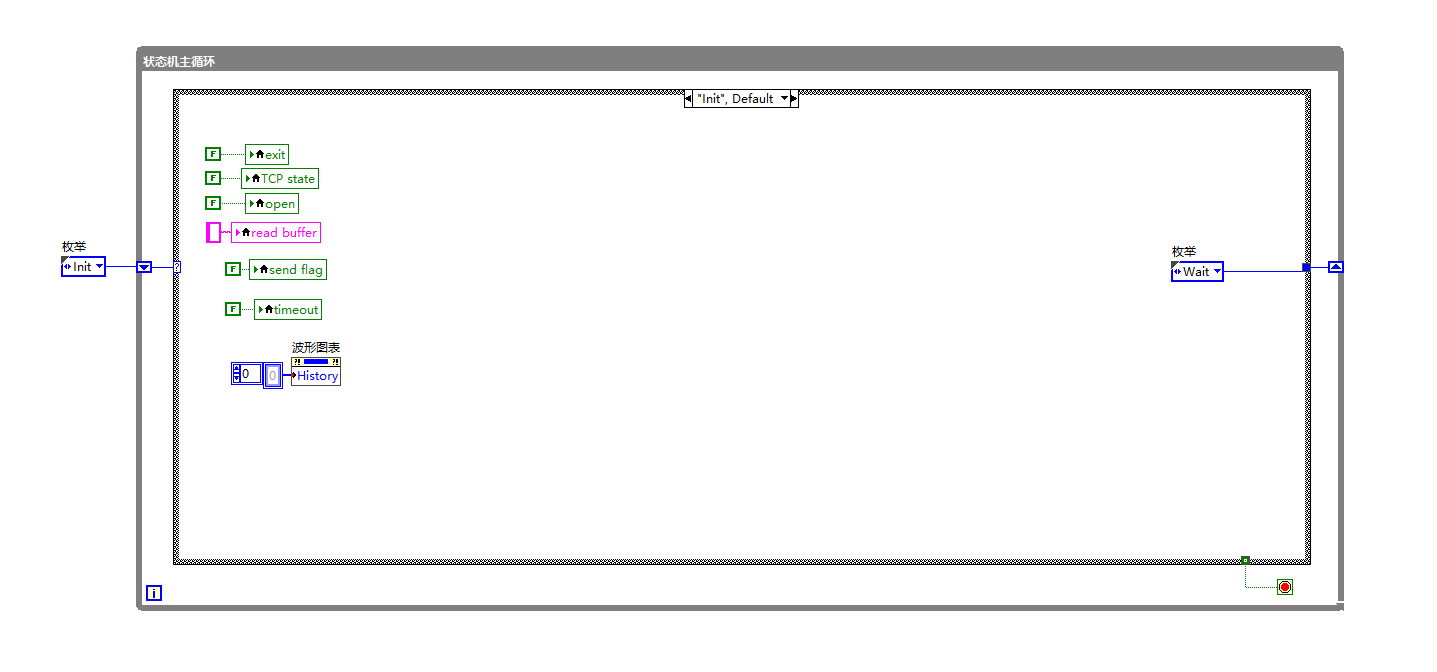 状态机主循环
"Init", Default
F exit
F TCP state
F open
read buffer
枚举
Init
枚举
Wait
F send flag
F timeout
波形图表
0 0 History
i